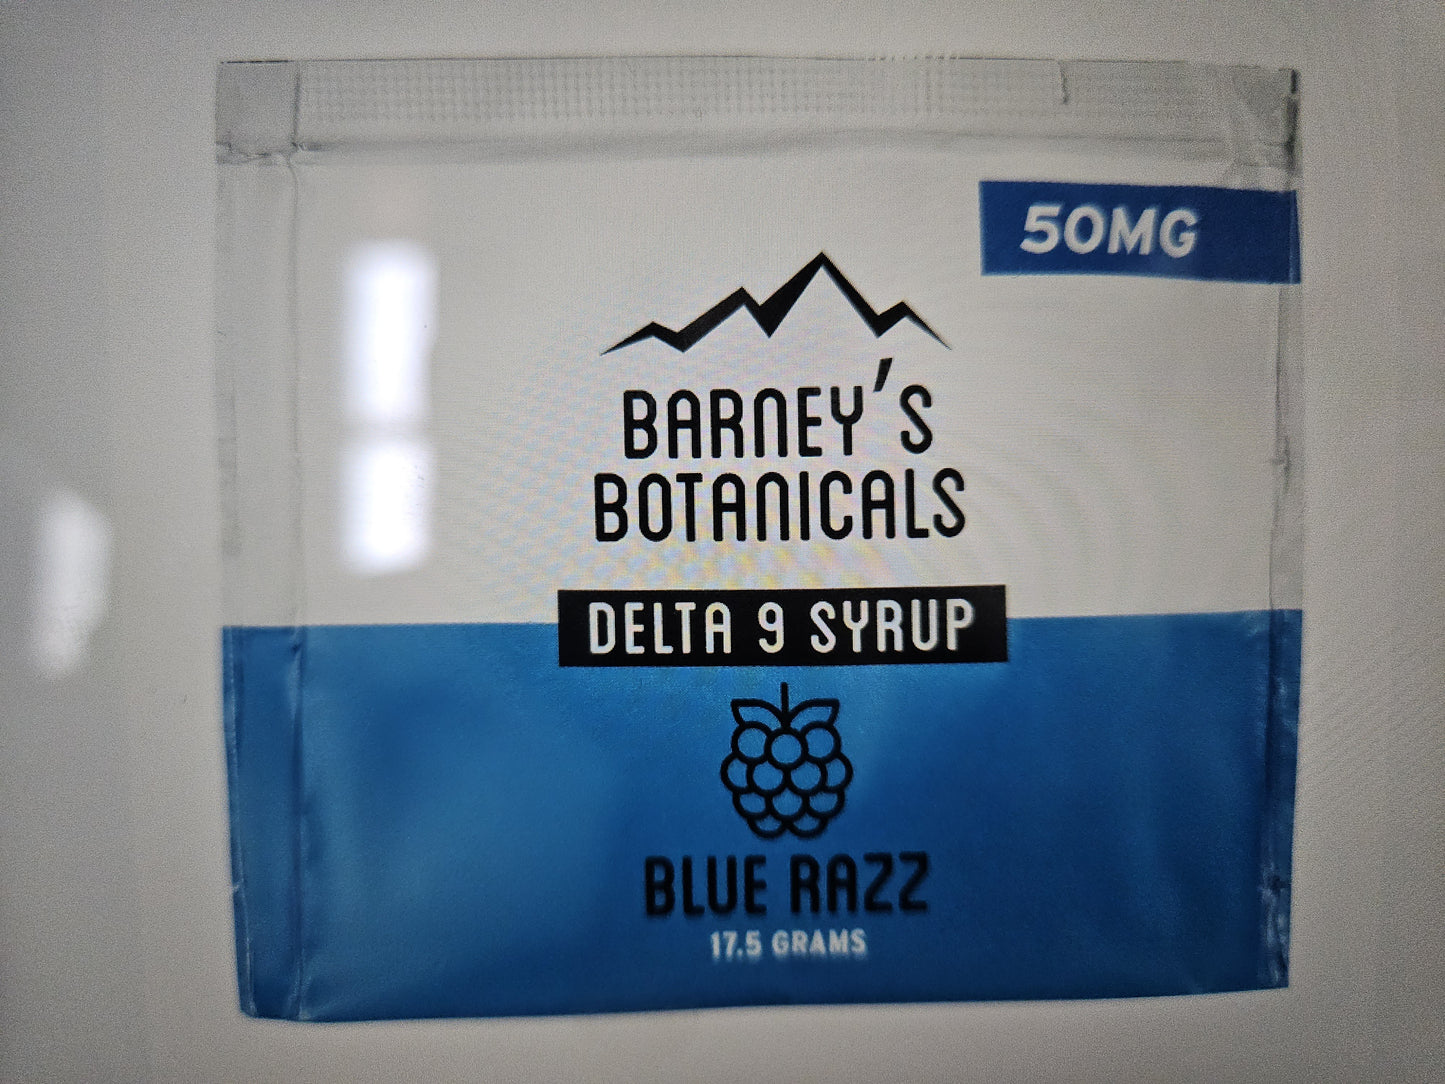 50MG
BARNEY'S
BOTANICALS
DELTA 9 SYRUP
BLUE RAZZ
17.5 GRAMS